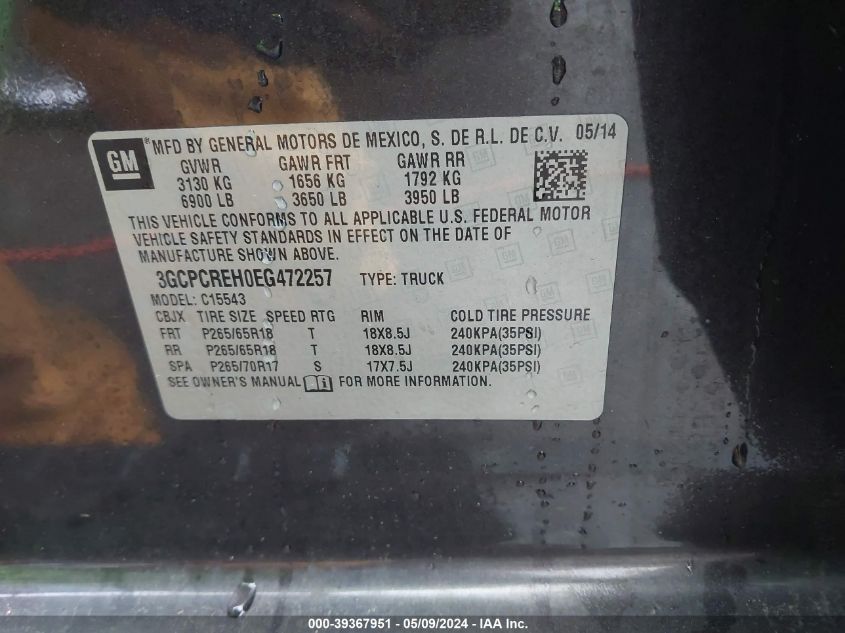 GM ® MFD BY GENERAL MOTORS DE MEXICO, S. DE R.L. DE C.V. 05/14
GVWR GAWR FRT GAWR RR
3130 KG 1656 KG 1792 KG
6900 LB 3650 LB 3950 LB
THIS VEHICLE CONFORMS TO ALL APPLICABLE U.S. FEDERAL MOTOR
VEHICLE SAFETY STANDARDS IN EFFECT ON THE DATE OF
MANUFACTURE SHOWN ABOVE.
3GCPCREH0EG472257 TYPE: TRUCK
MODEL: C15543
CBJX TIRE SIZE SPEED RTG RIM COLD TIRE PRESSURE
FRT P265/65R18 T 18X8.5J 240KPA(35PSI)
RR P265/65R18 T 18X8.5J 240KPA(35PSI)
SPA P265/70R17 S 17X7.5J 240KPA(35PSI)
SEE OWNER'S MANUAL i FOR MORE INFORMATION.
000-39367951 - 05/09/2024 - IAA Inc.